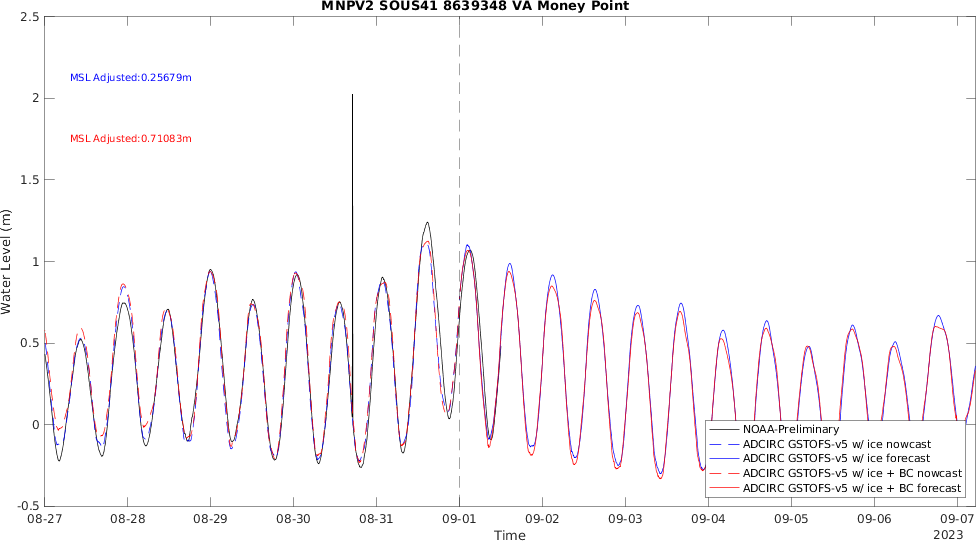 MNPV2 SOUS41 8639348 VA Money Point
2.5
2
1.5
1
0.5
0
-0.5
Water Level (m)
MSL Adjusted:0.25679m
MSL Adjusted:0.71083m
NOAA-Preliminary
ADCIRC GSTOFS-v5 w/ ice nowcast
ADCIRC GSTOFS-v5 w/ ice forecast
ADCIRC GSTOFS-v5 w/ ice + BC nowcast
ADCIRC GSTOFS-v5 w/ ice + BC forecast
08-27 08-28 08-29 08-30 08-31 09-01 09-02 09-03 09-04 09-05 09-06 09-07
Time
2023